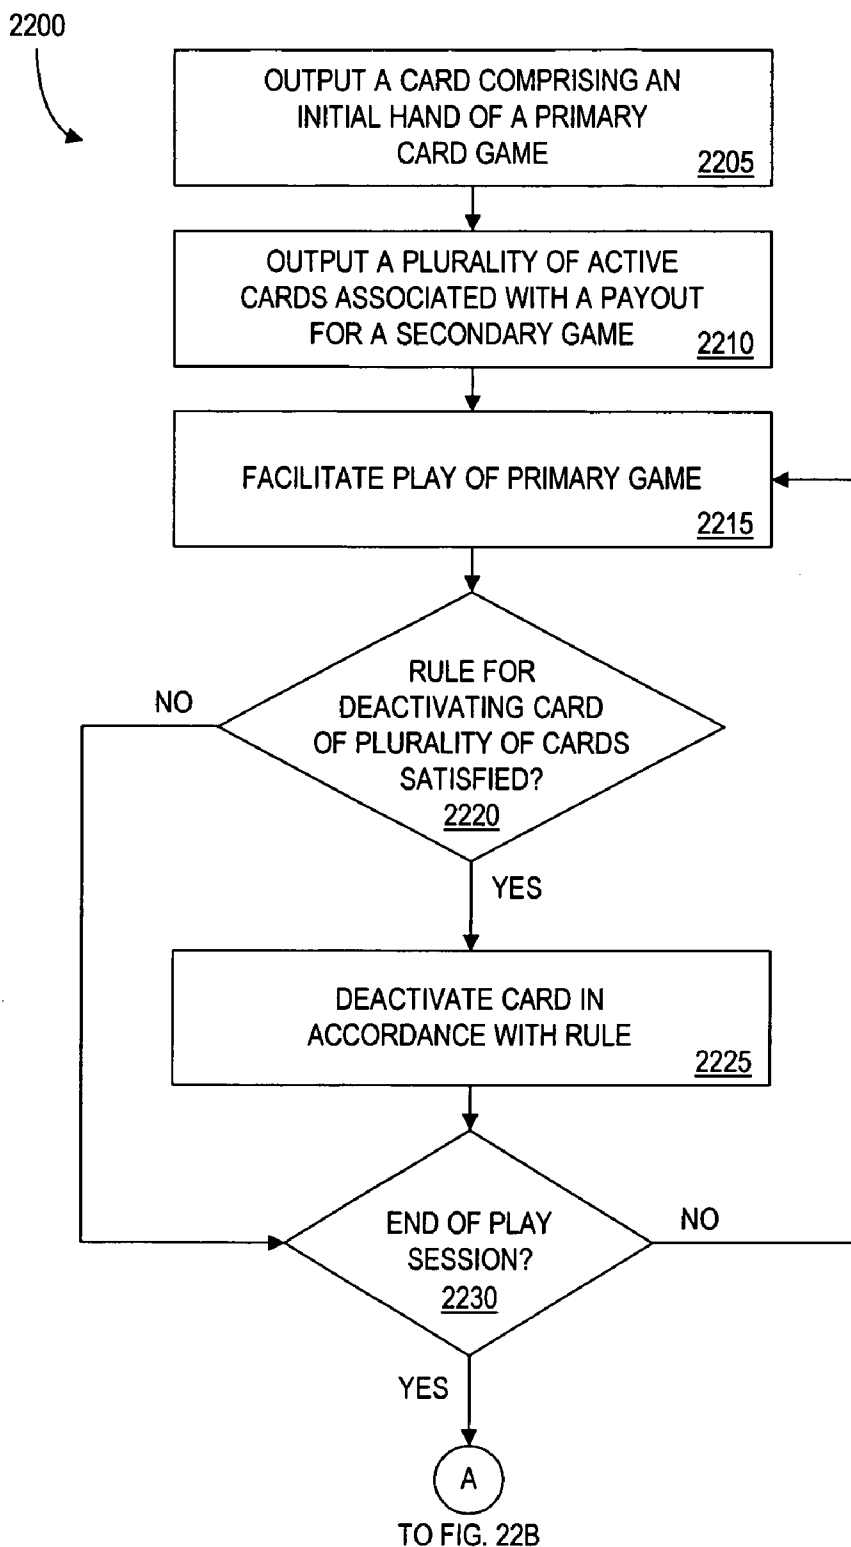 2200
OUTPUT A CARD COMPRISING AN
INITIAL HAND OF A PRIMARY
CARD GAME
2205
OUTPUT A PLURALITY OF ACTIVE
CARDS ASSOCIATED WITH A PAYOUT
FOR A SECONDARY GAME
2210
FACILITATE PLAY OF PRIMARY GAME
2215
RULE FOR
DEACTIVATING CARD
OF PLURALITY OF CARDS
SATISFIED?
2220
NO
YES
DEACTIVATE CARD IN
ACCORDANCE WITH RULE
2225
END OF PLAY
SESSION?
2230
NO
YES
A
TO FIG. 22B